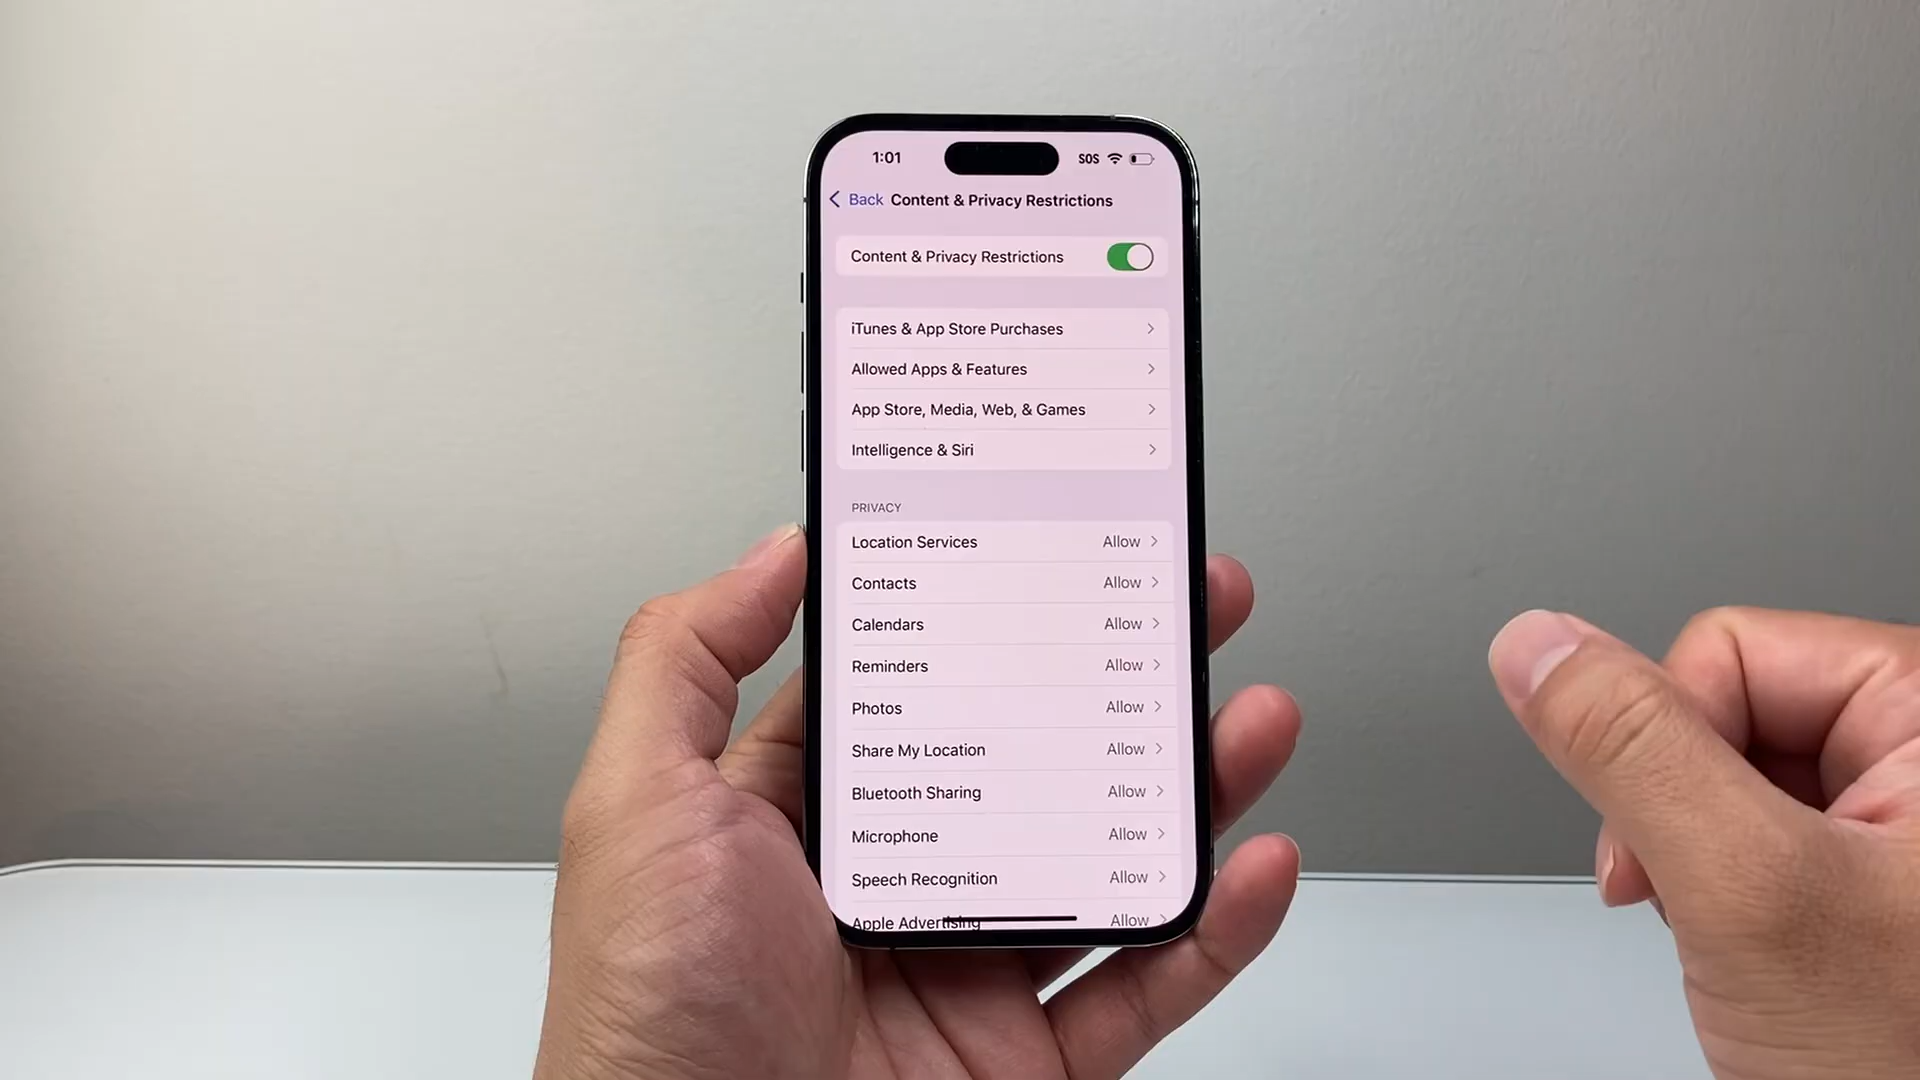 1:01 SOS
Back Content & Privacy Restrictions
Content & Privacy Restrictions
iTunes & App Store Purchases
Allowed Apps & Features
App Store, Media, Web, & Games
Intelligence & Siri
PRIVACY
Location Services Allow
Contacts Allow
Calendars Allow
Reminders Allow
Photos Allow
Share My Location Allow
Bluetooth Sharing Allow
Microphone Allow
Speech Recognition Allow
Apple Advertising Allow